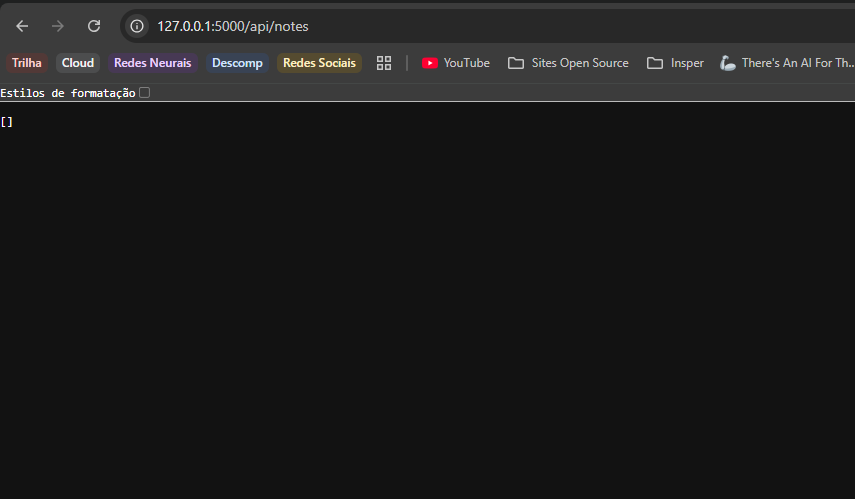 127.0.0.1:5000/api/notes
Trilha Cloud Redes Neurais Descomp Redes Sociais YouTube Sites Open Source Insper There's An AI For Th...
Estilos de formatação
[]